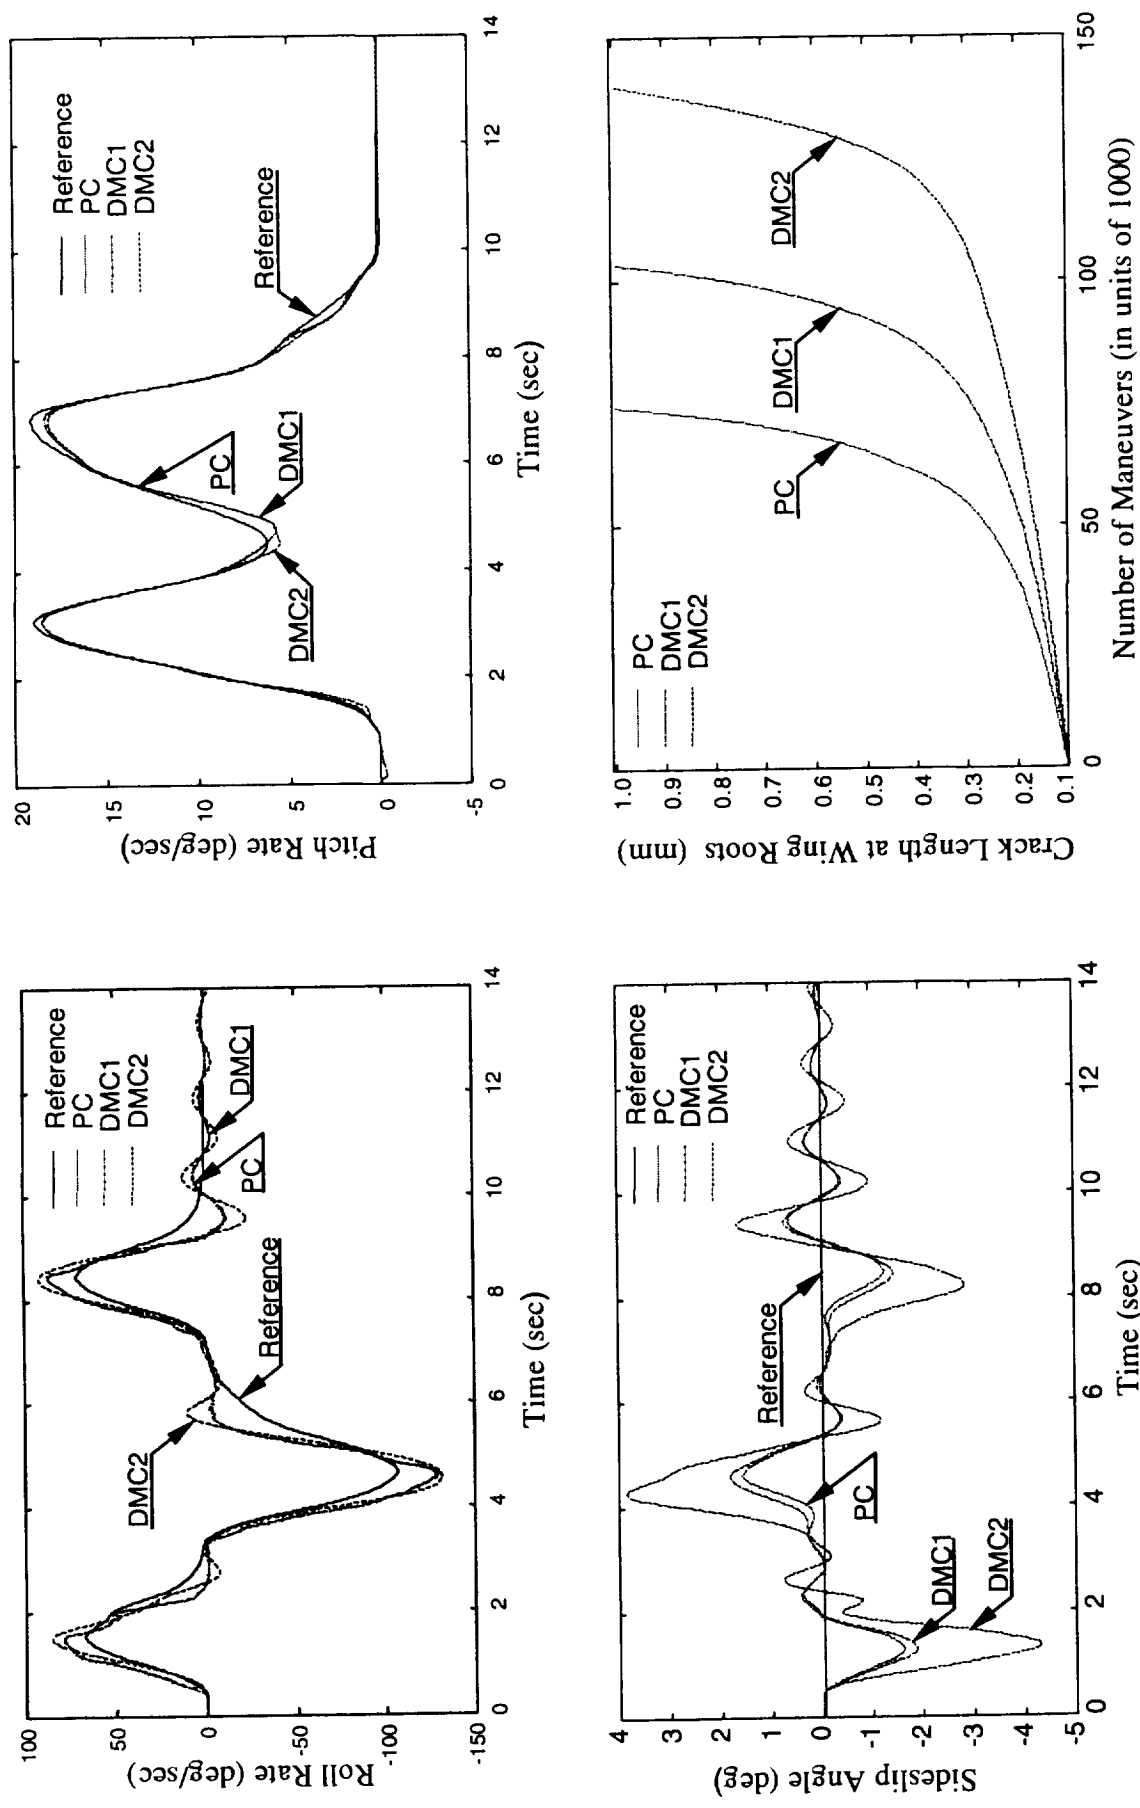 100
50
0
-50
-100
-150
Roll Rate (deg/sec)
0
2
4
6
8
10
12
14
Time (sec)
Reference
PC
DMC1
DMC2
DMC2
Reference
PC
DMC1
20
15
10
5
0
-5
Pitch Rate (deg/sec)
0
2
4
6
8
10
12
14
Time (sec)
Reference
PC
DMC1
DMC2
DMC2
DMC1
PC
Reference
4
3
2
1
0
-1
-2
-3
-4
-5
Sideslip Angle (deg)
0
2
4
6
8
10
12
14
Time (sec)
Reference
PC
DMC1
DMC2
DMC1
DMC2
PC
Reference
1.0
0.9
0.8
0.7
0.6
0.5
0.4
0.3
0.2
0.1
Crack Length at Wing Roots (mm)
0
50
100
150
Number of Maneuvers (in units of 1000)
PC
DMC1
DMC2
PC
DMC1
DMC2